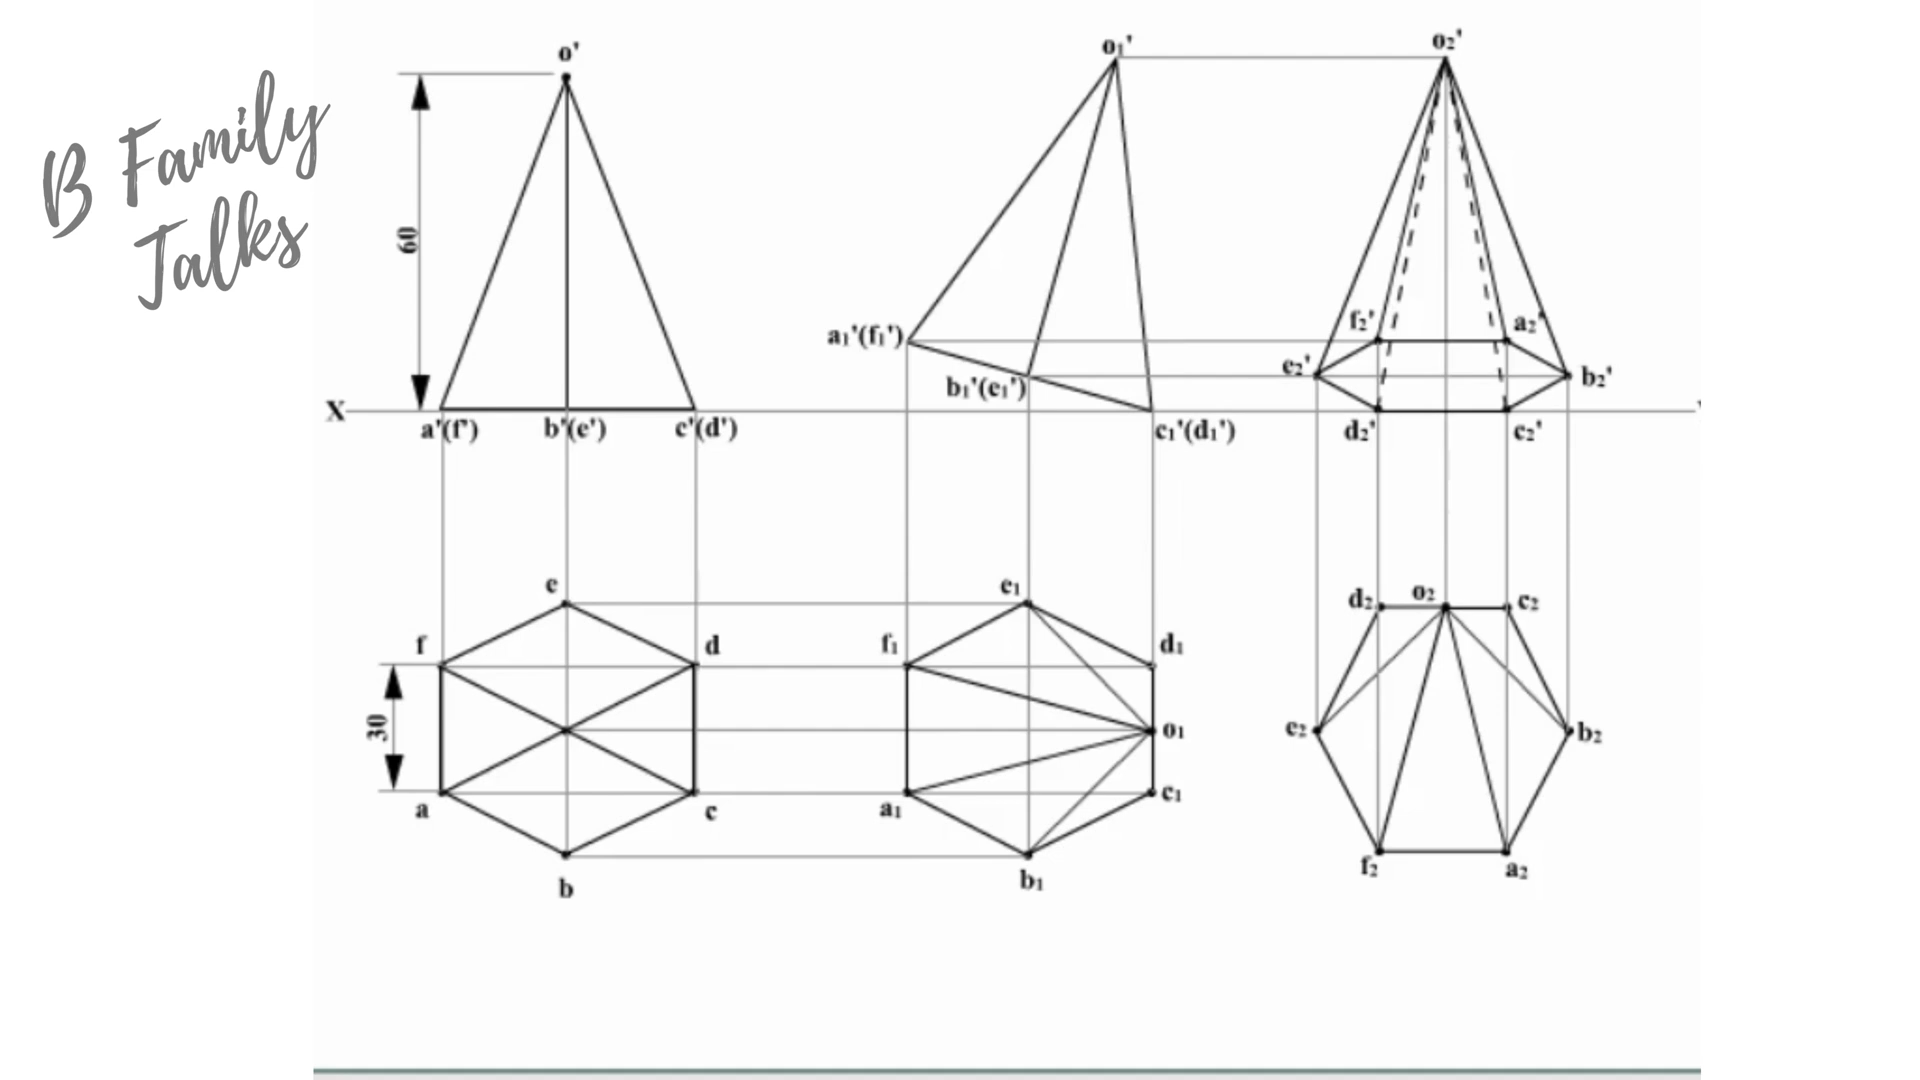 B Family
Talks
o'
o₁'
o₂'
60
a₁'(f₁')
b₁'(e₁')
f₂'
a₂'
e₂'
b₂'
X
a'(f')
b'(e')
c'(d')
c₁'(d₁')
d₂'
c₂'
e
e₁
d₂
o₂
c₂
f
d
f₁
d₁
30
o₁
e₂
b₂
a
c
a₁
c₁
b
b₁
f₂
a₂